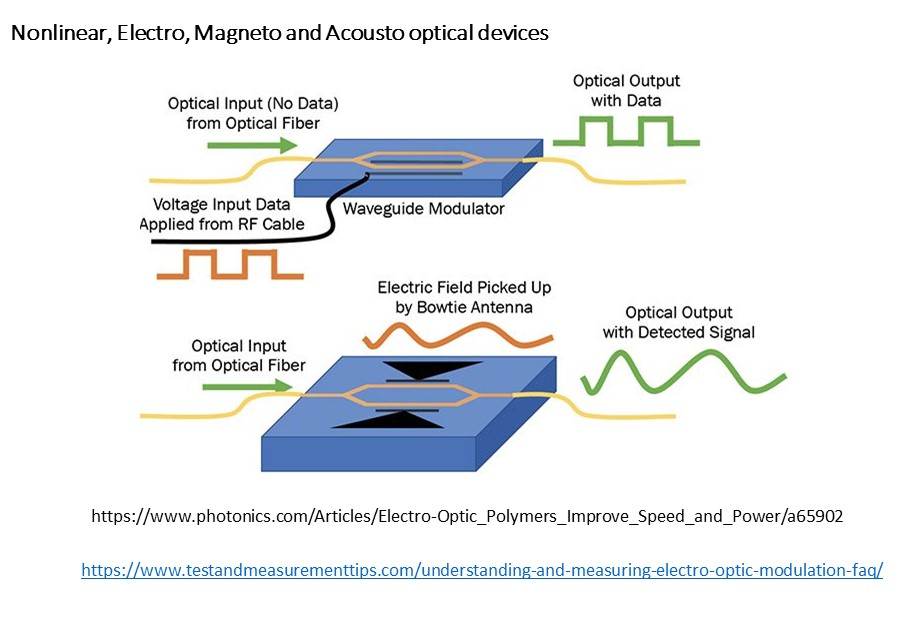 Nonlinear, Electro, Magneto and Acousto optical devices
Optical Output
with Data
Optical Input (No Data)
from Optical Fiber
Voltage Input Data
Applied from RF Cable
Waveguide Modulator
Electric Field Picked Up
by Bowtie Antenna
Optical Output
with Detected Signal
Optical Input
from Optical Fiber
https://www.photonics.com/Articles/Electro-Optic_Polymers_Improve_Speed_and_Power/a65902
https://www.testandmeasurementtips.com/understanding-and-measuring-electro-optic-modulation-faq/